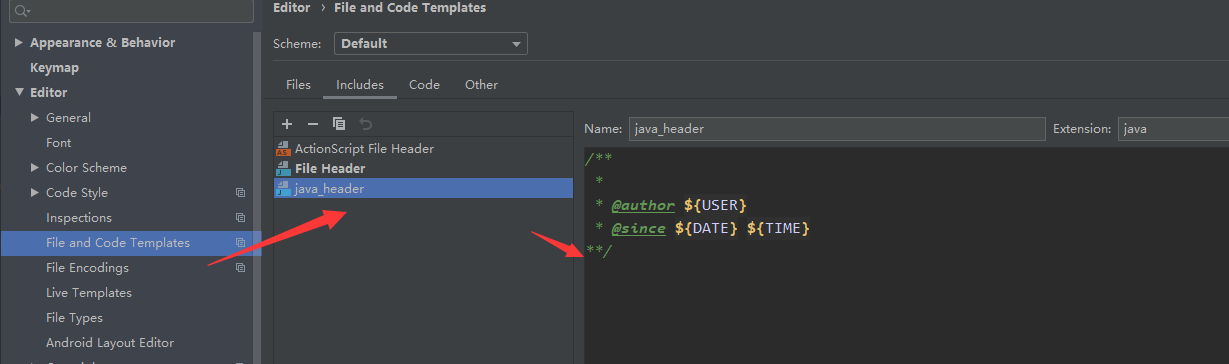 Editor › File and Code Templates
Appearance & Behavior
Keymap
Editor
General
Font
Color Scheme
Code Style
Inspections
File and Code Templates
File Encodings
Live Templates
File Types
Android Layout Editor
Scheme: Default
Files Includes Code Other
ActionScript File Header
File Header
java_header
Name: java_header Extension: java
/**
*
* @author ${USER}
* @since ${DATE} ${TIME}
**/